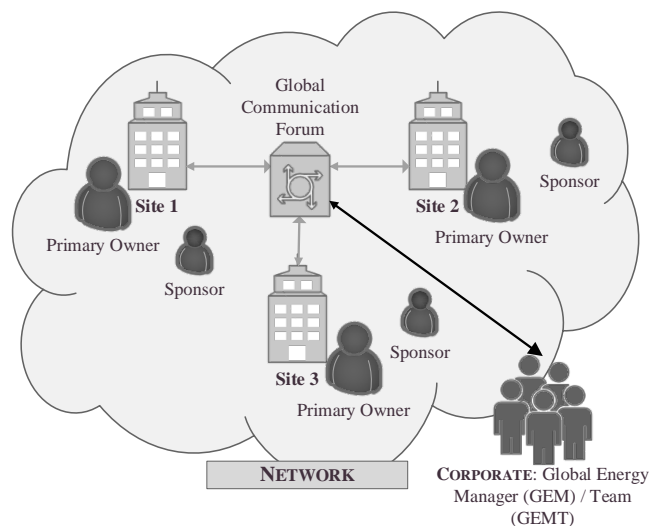 Global
Communication
Forum
Site 1
Primary Owner
Sponsor
Site 2
Primary Owner
Sponsor
Site 3
Primary Owner
Sponsor
NETWORK
CORPORATE: Global Energy
Manager (GEM) / Team
(GEMT)